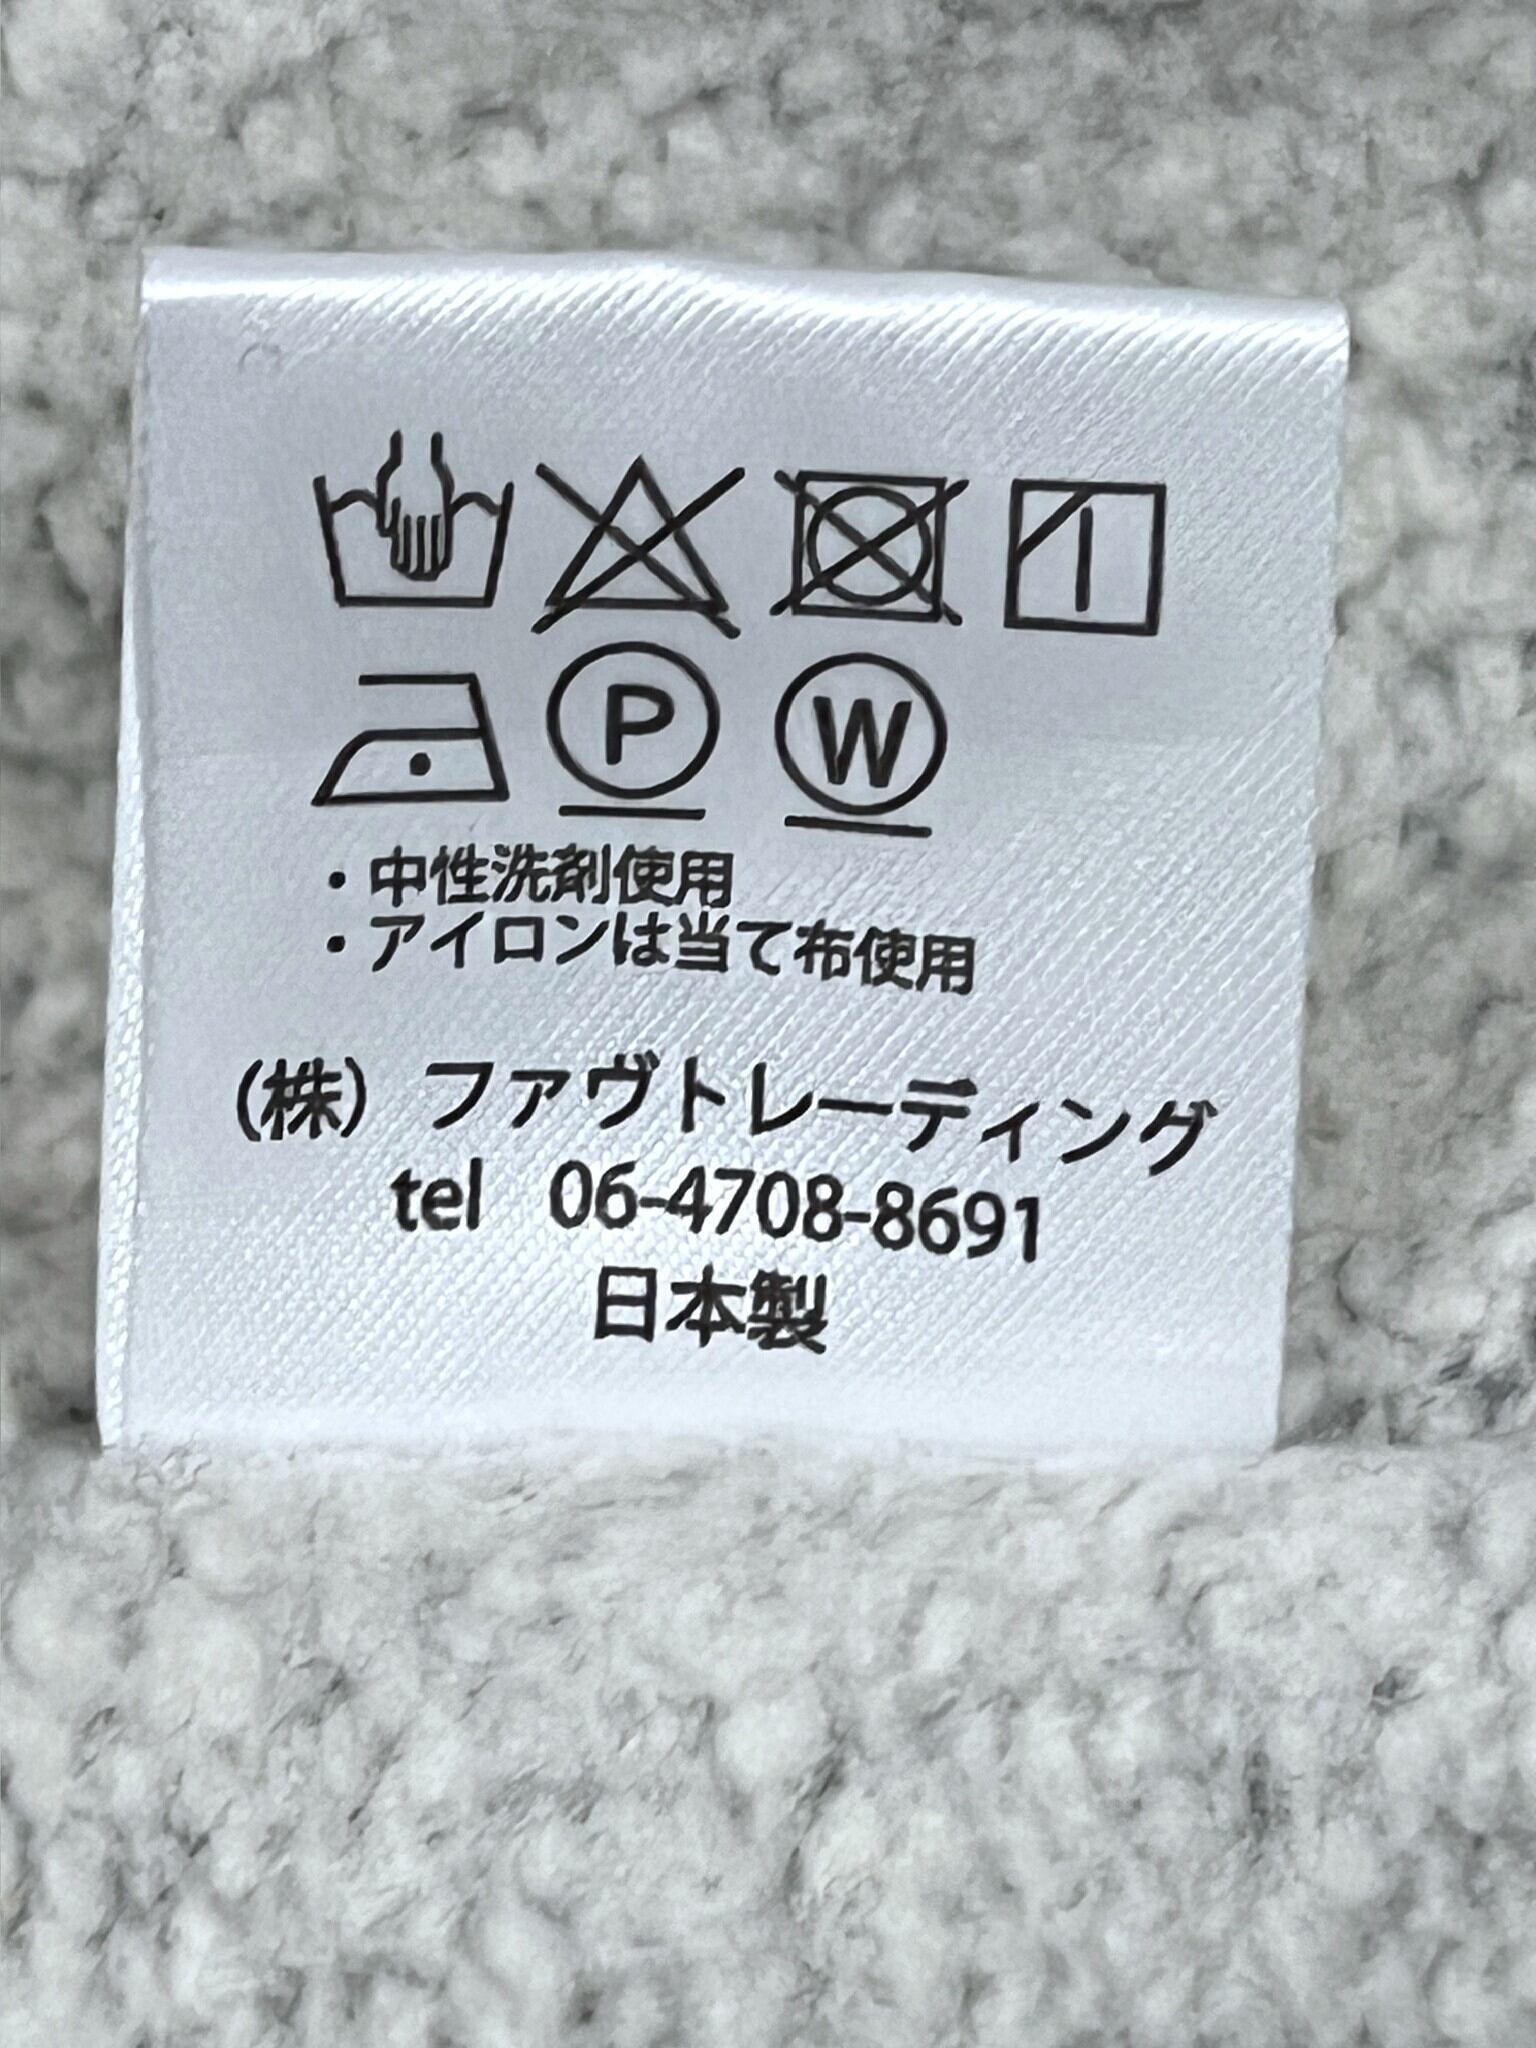 P W
・中性洗剤使用
・アイロンは当て布使用
(株) ファヴトレーディング
tel 06-4708-8691
日本製